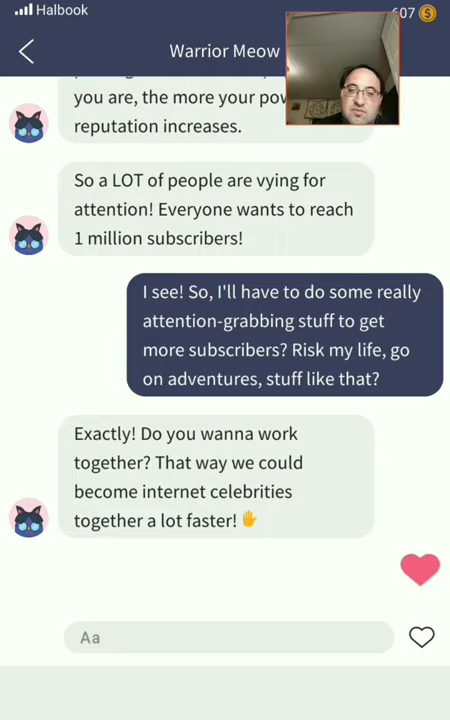 Halbook
607
Warrior Meow
you are, the more your pow
reputation increases.
So a LOT of people are vying for
attention! Everyone wants to reach
1 million subscribers!
I see! So, I'll have to do some really
attention-grabbing stuff to get
more subscribers? Risk my life, go
on adventures, stuff like that?
Exactly! Do you wanna work
together? That way we could
become internet celebrities
together a lot faster! ✋
Aa